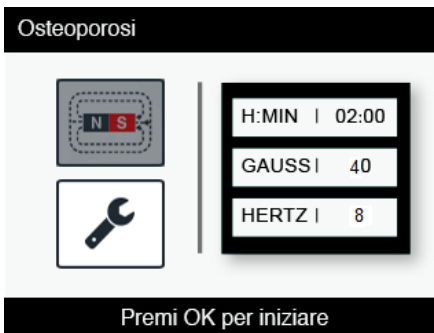 Osteoporosi
N S
H:MIN | 02:00
GAUSS | 40
HERTZ | 8
Premi OK per iniziare